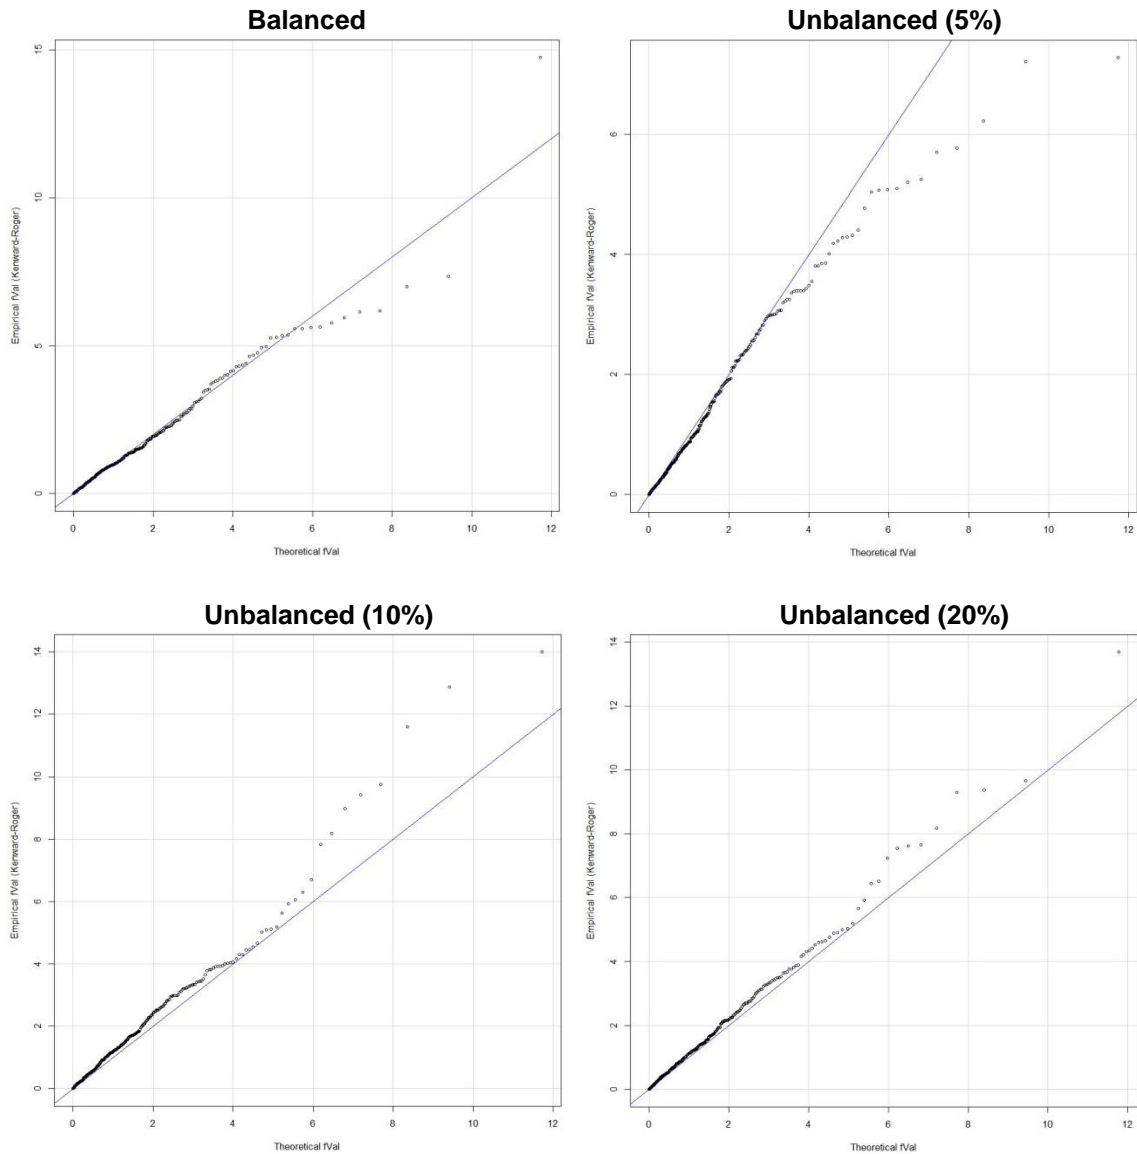 Balanced
Unbalanced (5%)
15
10
5
0
Empirical fVal (Kenward-Roger)
0 2 4 6 8 10 12
Theoretical fVal
6
4
2
0
Empirical fVal (Kenward-Roger)
0 2 4 6 8 10 12
Theoretical fVal
Unbalanced (10%)
Unbalanced (20%)
14
12
10
8
6
4
2
0
Empirical fVal (Kenward-Roger)
0 2 4 6 8 10 12
Theoretical fVal
14
12
10
8
6
4
2
0
Empirical fVal (Kenward-Roger)
0 2 4 6 8 10 12
Theoretical fVal